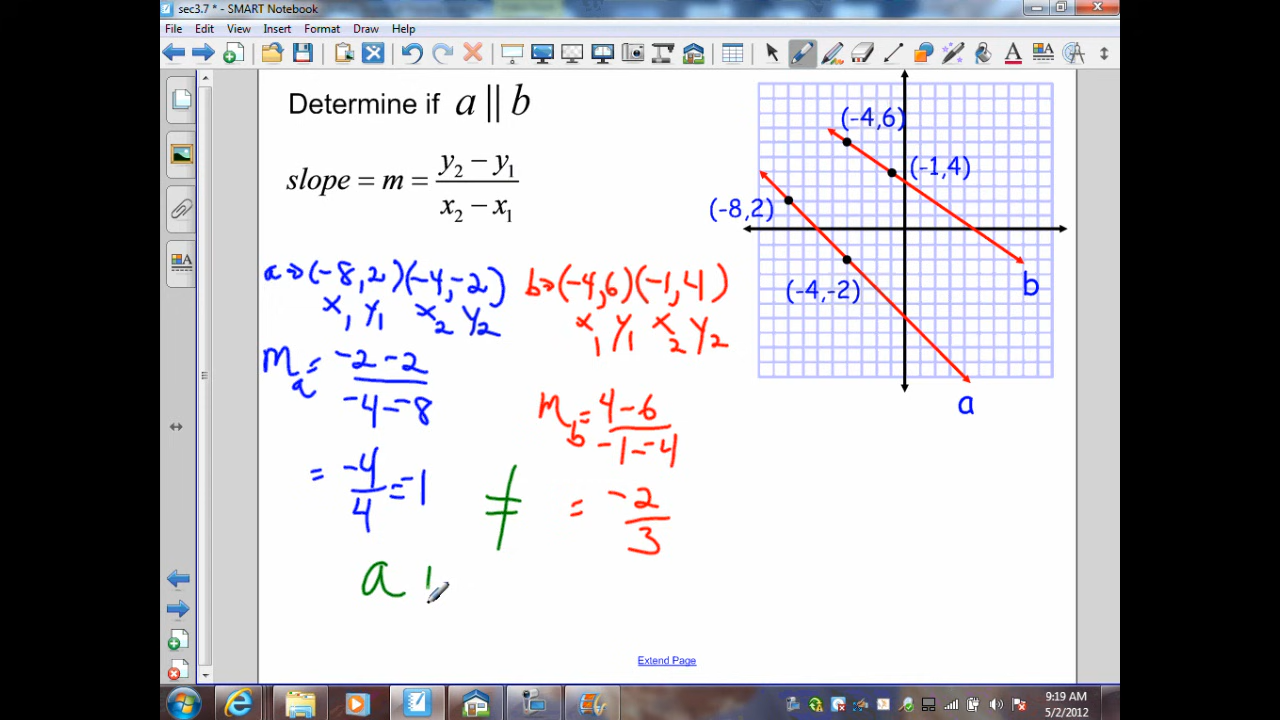 sec3.7 * - SMART Notebook
File Edit View Insert Format Draw Help
Determine if a || b
slope = m = (y₂ − y₁)/(x₂ − x₁)
(-4,6)
(-1,4)
(-8,2)
(-4,-2)
b
a
a → (-8,2)(-4,-2)
x₁ y₁ x₂ y₂
mₐ = (-2 - 2)/(-4 - -8)
= -4/4 = -1
b → (-4,6)(-1,4)
x₁ y₁ x₂ y₂
m_b = (4 - 6)/(-1 - -4)
= -2/3
≠
a
Extend Page
9:19 AM
5/2/2012